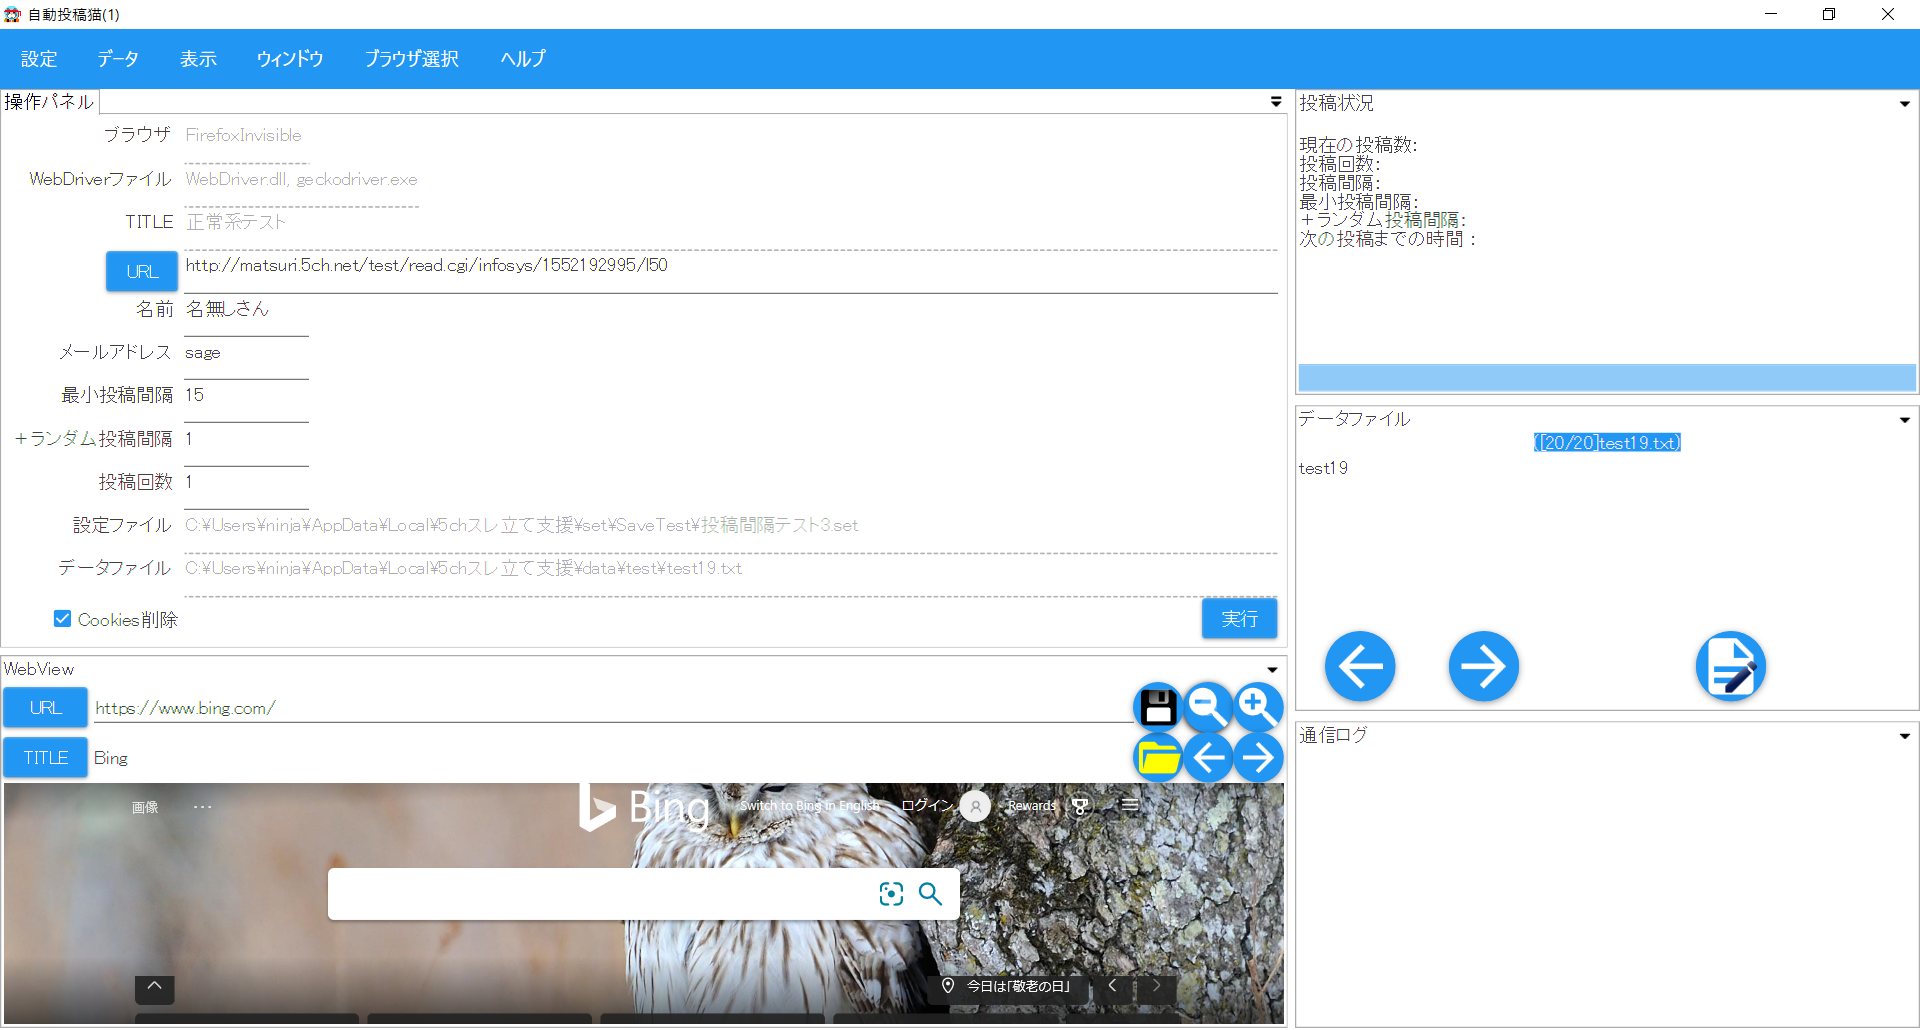 自動投稿猫(1)
設定 データ 表示 ウィンドウ ブラウザ選択 ヘルプ
操作パネル
ブラウザ FirefoxInvisible
WebDriverファイル WebDriver.dll, geckodriver.exe
TITLE 正常系テスト
URL http://matsuri.5ch.net/test/read.cgi/infosys/1552192995/l50
名前 名無しさん
メールアドレス sage
最小投稿間隔 15
+ランダム投稿間隔 1
投稿回数 1
設定ファイル C:¥Users¥ninja¥AppData¥Local¥5chスレ立て支援¥set¥SaveTest¥投稿間隔テスト3.set
データファイル C:¥Users¥ninja¥AppData¥Local¥5chスレ立て支援¥data¥test¥test19.txt
Cookies削除 実行
WebView
URL https://www.bing.com/
TITLE Bing
画像 ... Bing Switch to Bing in English ログイン Rewards
今日は「敬老の日」
投稿状況
現在の投稿数:
投稿回数:
投稿間隔:
最小投稿間隔:
+ランダム投稿間隔:
次の投稿までの時間：
データファイル
([20/20]test19.txt)
test19
通信ログ